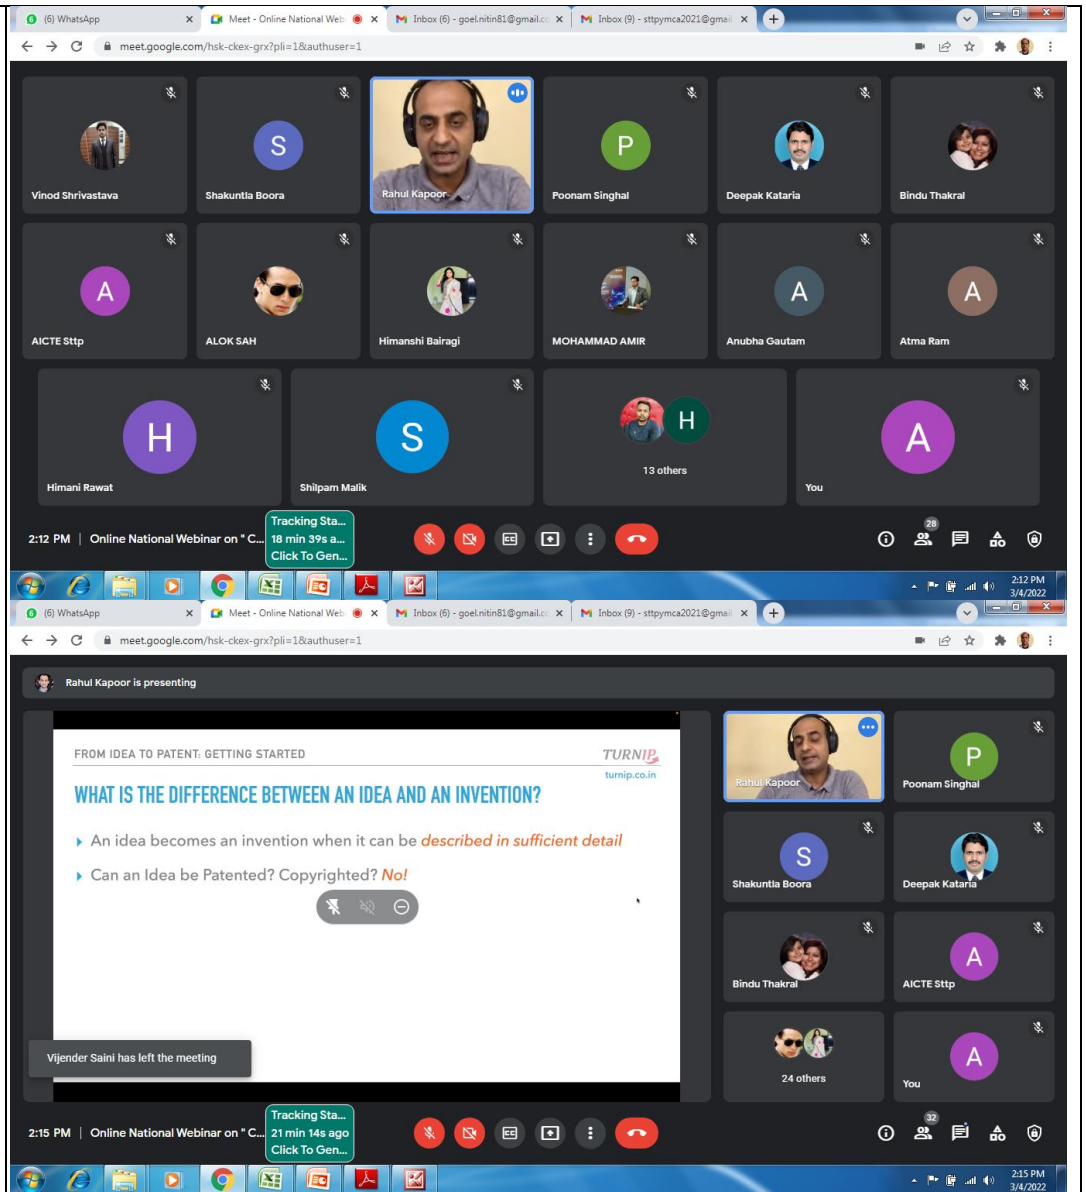 (6) WhatsApp
Meet - Online National Web
Inbox (6) - goel.nitin81@gmail.c
Inbox (9) - sttpymca2021@gmail
meet.google.com/hsk-ckex-grx?pli=1&authuser=1
Vinod Shrivastava
S
Shakuntla Boora
Rahul Kapoor
P
Poonam Singhal
Deepak Kataria
Bindu Thakral
A
AICTE Sttp
ALOK SAH
Himanshi Bairagi
MOHAMMAD AMIR
A
Anubha Gautam
A
Atma Ram
H
Himani Rawat
S
Shilpam Malik
H
13 others
A
You
2:12 PM | Online National Webinar on " C...
Tracking Sta...
18 min 39s a...
Click To Gen...
28
2:12 PM
3/4/2022
(6) WhatsApp
Meet - Online National Web
Inbox (6) - goel.nitin81@gmail.c
Inbox (9) - sttpymca2021@gmail
meet.google.com/hsk-ckex-grx?pli=1&authuser=1
Rahul Kapoor is presenting
FROM IDEA TO PATENT: GETTING STARTED
TURNIP
turnip.co.in
WHAT IS THE DIFFERENCE BETWEEN AN IDEA AND AN INVENTION?
An idea becomes an invention when it can be described in sufficient detail
Can an Idea be Patented? Copyrighted? No!
Vijender Saini has left the meeting
Rahul Kapoor
P
Poonam Singhal
S
Shakuntla Boora
Deepak Kataria
Bindu Thakral
A
AICTE Sttp
24 others
A
You
2:15 PM | Online National Webinar on " C...
Tracking Sta...
21 min 14s ago
Click To Gen...
32
2:15 PM
3/4/2022